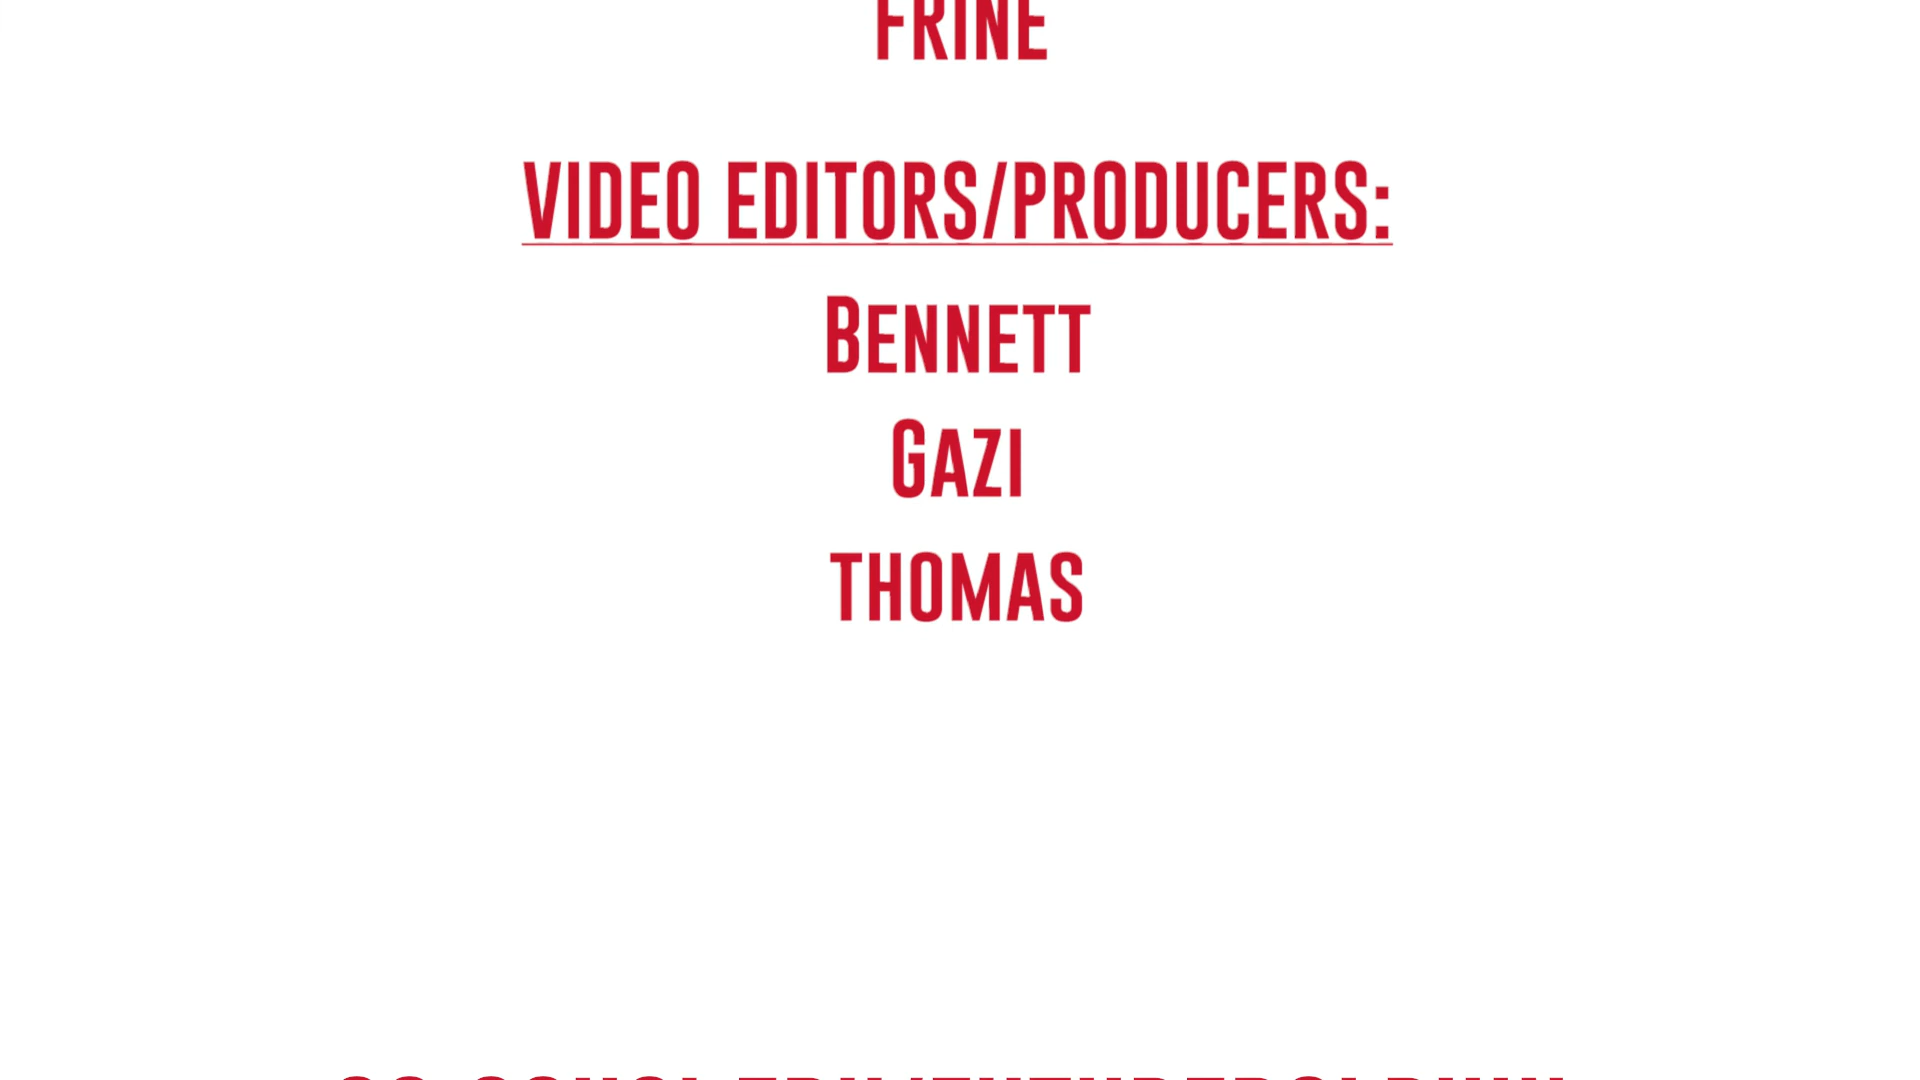 FRINE
VIDEO EDITORS/PRODUCERS:
BENNETT
GAZI
THOMAS